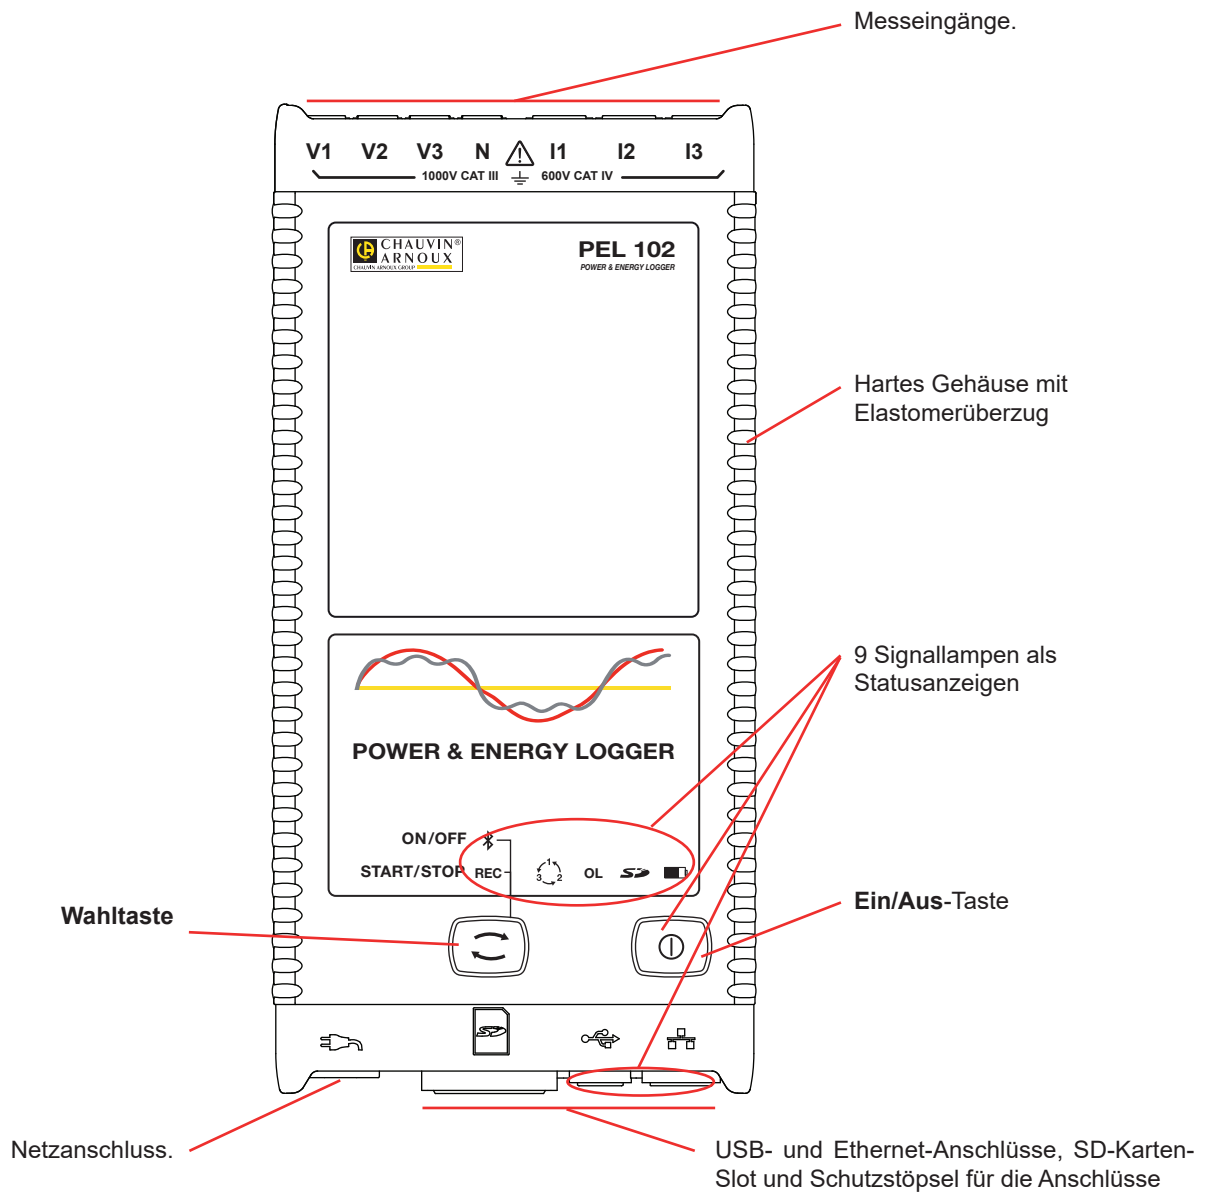 Messeingänge.
V1 V2 V3 N I1 I2 I3
1000V CAT III 600V CAT IV
CHAUVIN®
ARNOUX
CHAUVIN ARNOUX GROUP
PEL 102
POWER & ENERGY LOGGER
Hartes Gehäuse mit
Elastomerüberzug
9 Signallampen als
Statusanzeigen
POWER & ENERGY LOGGER
ON/OFF
START/STOP REC 1 2 3 OL SD
Wahltaste
Ein/Aus-Taste
SD
Netzanschluss.
USB- und Ethernet-Anschlüsse, SD-Karten-
Slot und Schutzstöpsel für die Anschlüsse